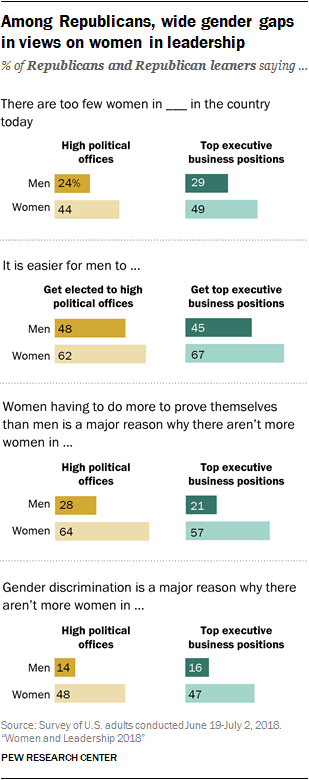 Among Republicans, wide gender gaps
in views on women in leadership
% of Republicans and Republican leaners saying ...
There are too few women in ___ in the country
today
High political
offices
Top executive
business positions
Men 24% 29
Women 44 49
It is easier for men to ...
Get elected to high
political offices
Get top executive
business positions
Men 48 45
Women 62 67
Women having to do more to prove themselves
than men is a major reason why there aren't more
women in ...
High political
offices
Top executive
business positions
Men 28 21
Women 64 57
Gender discrimination is a major reason why there
aren't more women in ...
High political
offices
Top executive
business positions
Men 14 16
Women 48 47
Source: Survey of U.S. adults conducted June 19-July 2, 2018.
"Women and Leadership 2018"
PEW RESEARCH CENTER